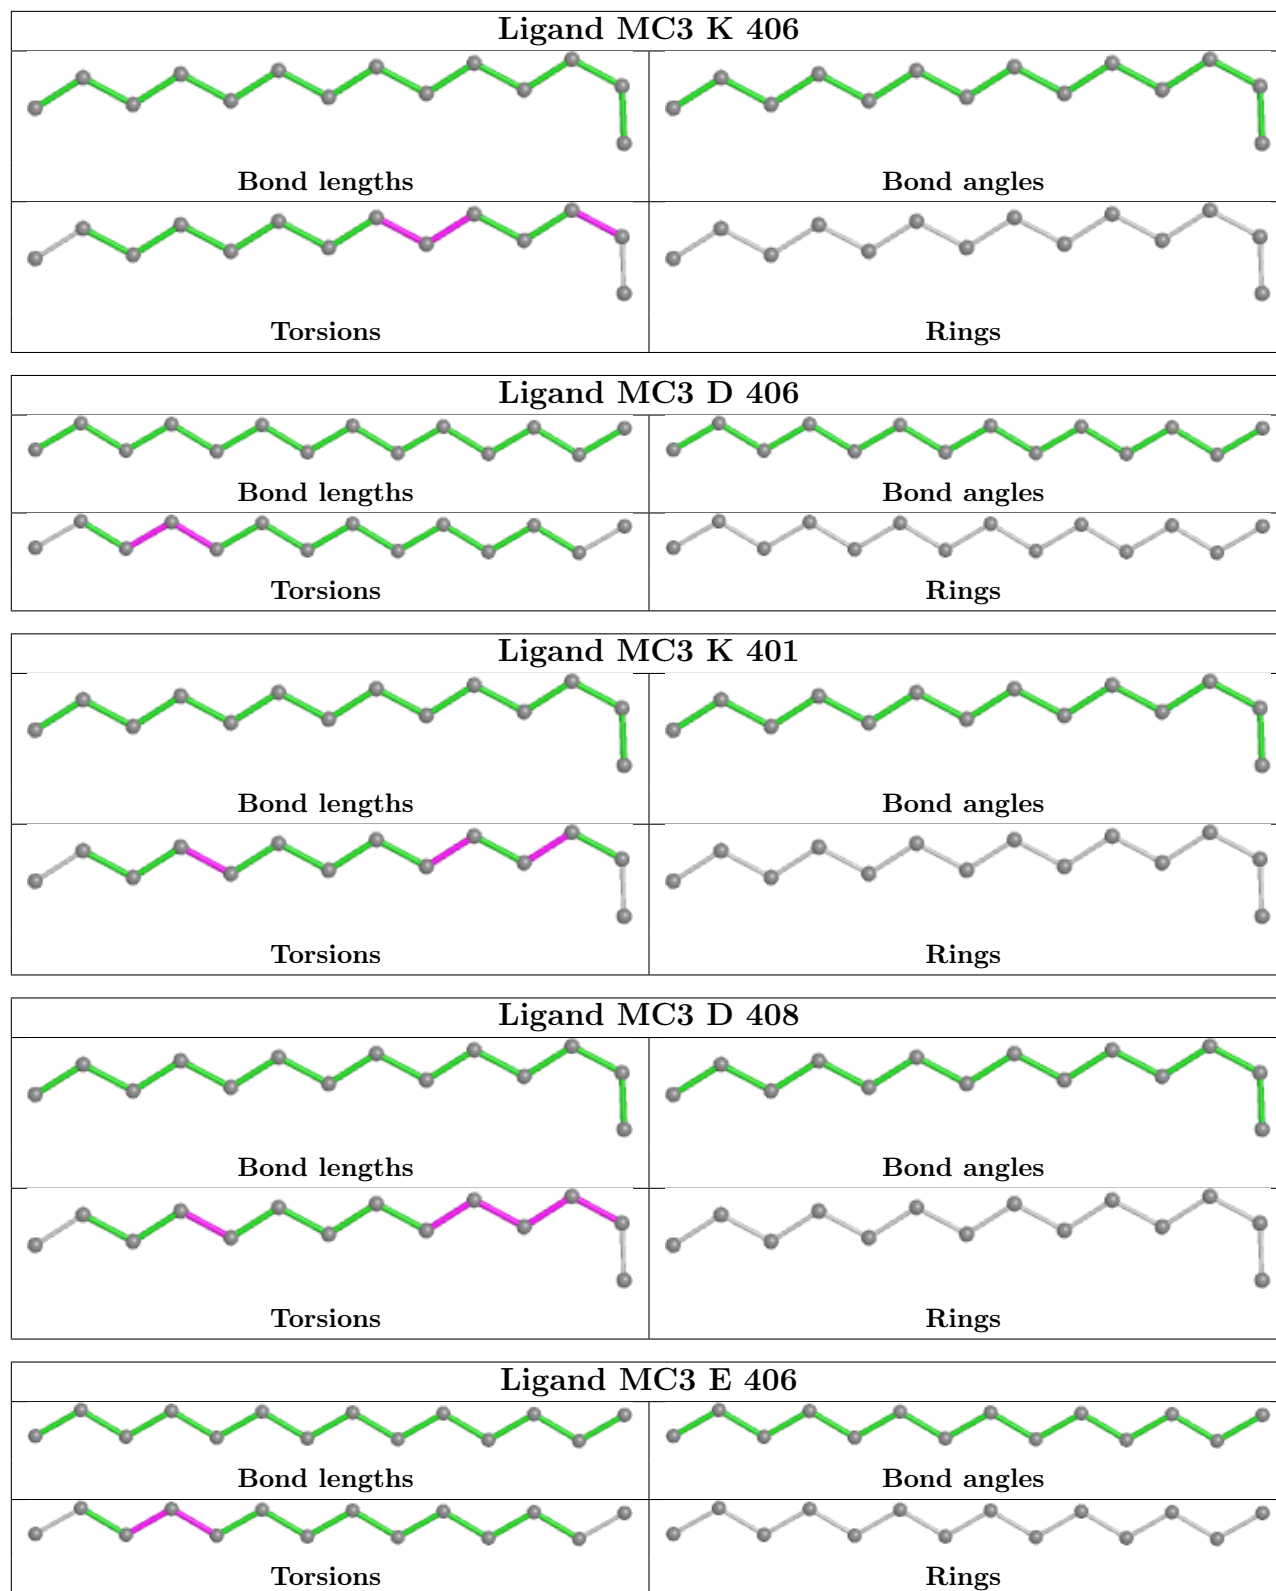 Ligand MC3 K 406
Bond lengths
Bond angles
Torsions
Rings
Ligand MC3 D 406
Bond lengths
Bond angles
Torsions
Rings
Ligand MC3 K 401
Bond lengths
Bond angles
Torsions
Rings
Ligand MC3 D 408
Bond lengths
Bond angles
Torsions
Rings
Ligand MC3 E 406
Bond lengths
Bond angles
Torsions
Rings